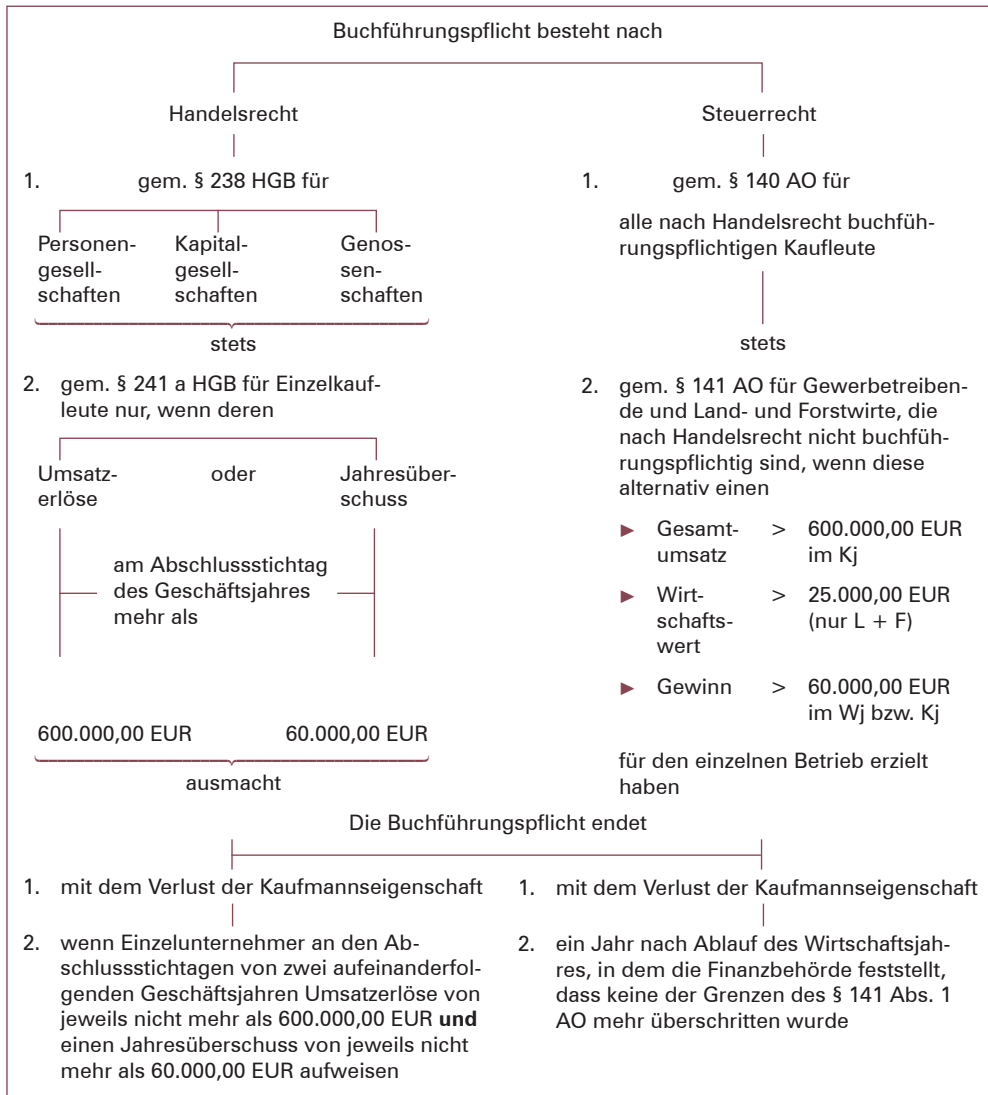 Buchführungspflicht besteht nach
Handelsrecht
1. gem. § 238 HGB für
Personen-
gesell-
schaften
Kapital-
gesell-
schaften
Genos-
sen-
schaften
stets
2. gem. § 241 a HGB für Einzelkauf-
leute nur, wenn deren
Umsatz-
erlöse
oder
Jahresüber-
schuss
am Abschlussstichtag
des Geschäftsjahres
mehr als
600.000,00 EUR 60.000,00 EUR
ausmacht
Steuerrecht
1. gem. § 140 AO für
alle nach Handelsrecht buchfüh-
rungspflichtigen Kaufleute
stets
2. gem. § 141 AO für Gewerbetreiben-
de und Land- und Forstwirte, die
nach Handelsrecht nicht buchfüh-
rungspflichtig sind, wenn diese
alternativ einen
► Gesamt- > 600.000,00 EUR
umsatz im Kj
► Wirt- > 25.000,00 EUR
schafts- (nur L + F)
wert
► Gewinn > 60.000,00 EUR
im Wj bzw. Kj
für den einzelnen Betrieb erzielt
haben
Die Buchführungspflicht endet
1. mit dem Verlust der Kaufmannseigenschaft
2. wenn Einzelunternehmer an den Ab-
schlussstichtagen von zwei aufeinanderfol-
genden Geschäftsjahren Umsatzerlöse von
jeweils nicht mehr als 600.000,00 EUR und
einen Jahresüberschuss von jeweils nicht
mehr als 60.000,00 EUR aufweisen
1. mit dem Verlust der Kaufmannseigenschaft
2. ein Jahr nach Ablauf des Wirtschaftsjah-
res, in dem die Finanzbehörde feststellt,
dass keine der Grenzen des § 141 Abs. 1
AO mehr überschritten wurde